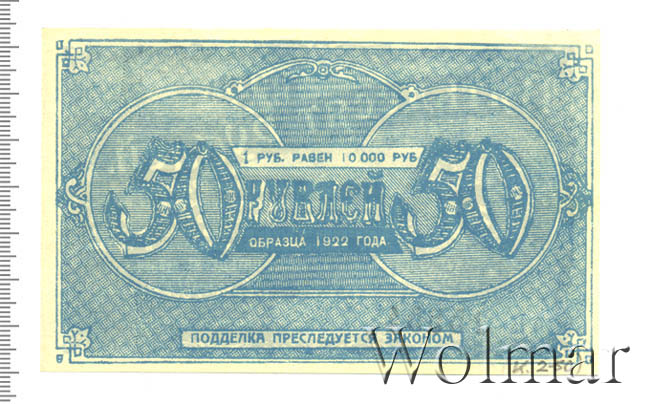 1 РУБ. РАВЕН 10 000 РУБ
50 РУБЛЕЙ 50
ОБРАЗЦА 1922 ГОДА
ПОДДЕЛКА ПРЕСЛЕДУЕТСЯ ЗАКОНОМ
Wolmar